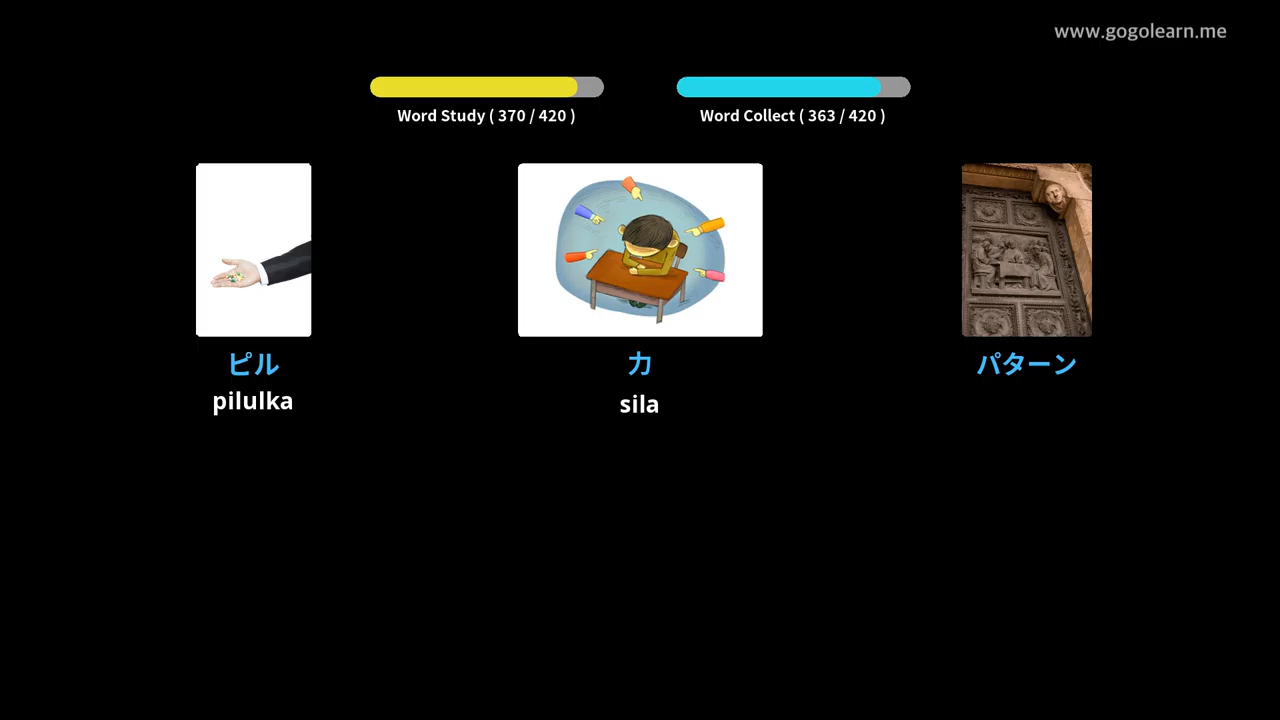 www.gogolearn.me
Word Study ( 370 / 420 )
Word Collect ( 363 / 420 )
ピル
力
パターン
pilulka
sila